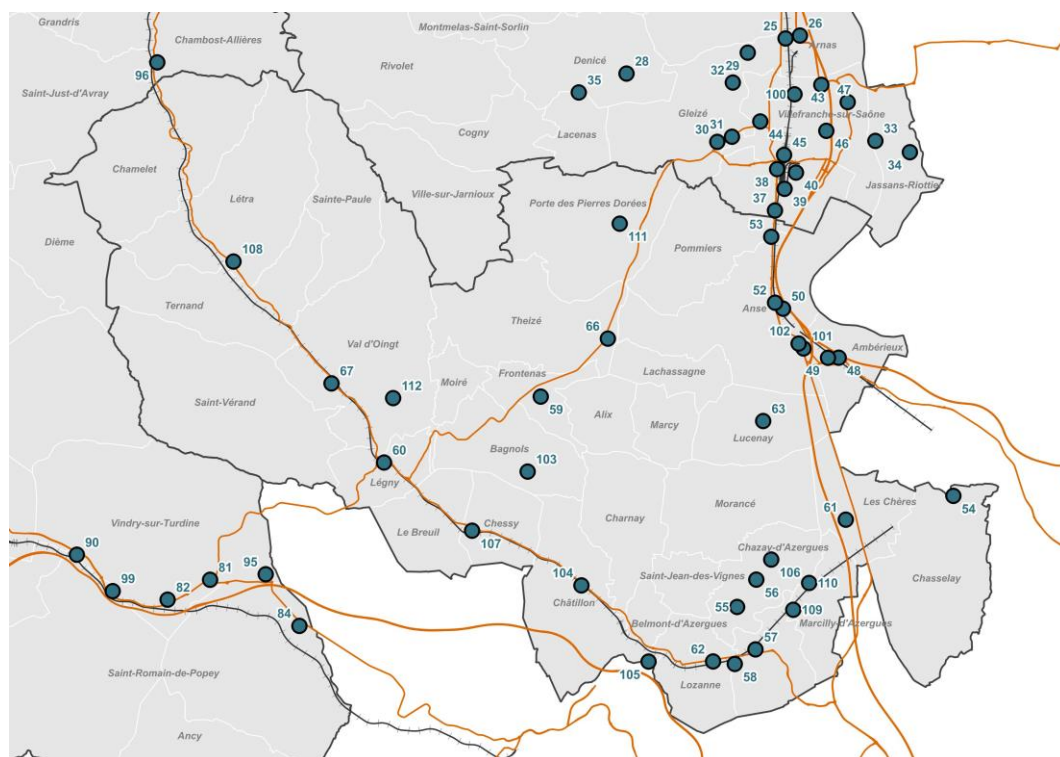 Grandris
Montmelas-Saint-Sorlin
25
26
Chambost-Allières
Arnas
96
Rivolet
Denicé
28
29
32
35
100
43
47
Saint-Just-d'Avray
Gleizé
Villefranche-sur-Saône
Cogny
Lacenas
30
31
44
45
46
33
34
Chamelet
38
40
Jassans-Riottie
Létra
Sainte-Paule
Ville-sur-Jarnioux
Porte des Pierres Dorées
37
39
111
53
Dième
Pommiers
108
Ternand
52
50
Anse
Theizé
102
101
Val d'Oingt
66
Ambérieux
49
48
Frontenas
Lachassagne
67
112
Moiré
Saint-Vérand
59
Alix
Marcy
63
Lucenay
60
Bagnols
103
Légny
Morancé
Les Chères
54
Vindry-sur-Turdine
Le Breuil
Chessy
Charnay
61
90
107
Chazay-d'Azergues
81
95
104
Saint-Jean-des-Vignes
106
110
Chasselay
99
82
Châtillon
56
55
109
84
Belmont-d'Azergues
Marcilly-d'Azergues
57
62
105
58
Saint-Romain-de-Popey
Lozanne
Ancy